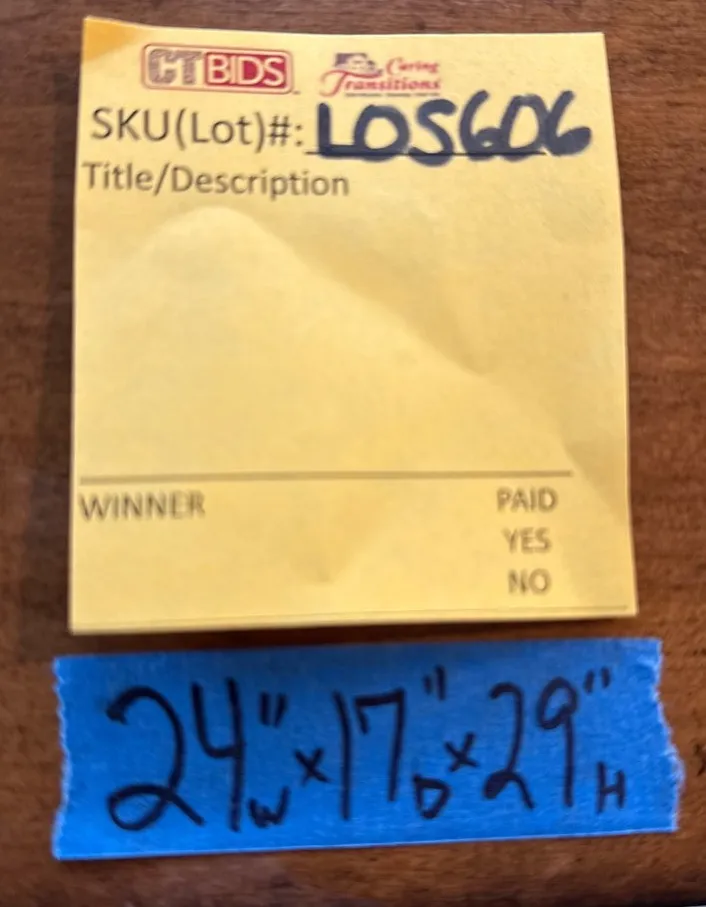 CTBIDS Caring Transitions
SKU(Lot)#: LOS606
Title/Description
WINNER PAID
YES
NO
24"W x 17"D x 29"H